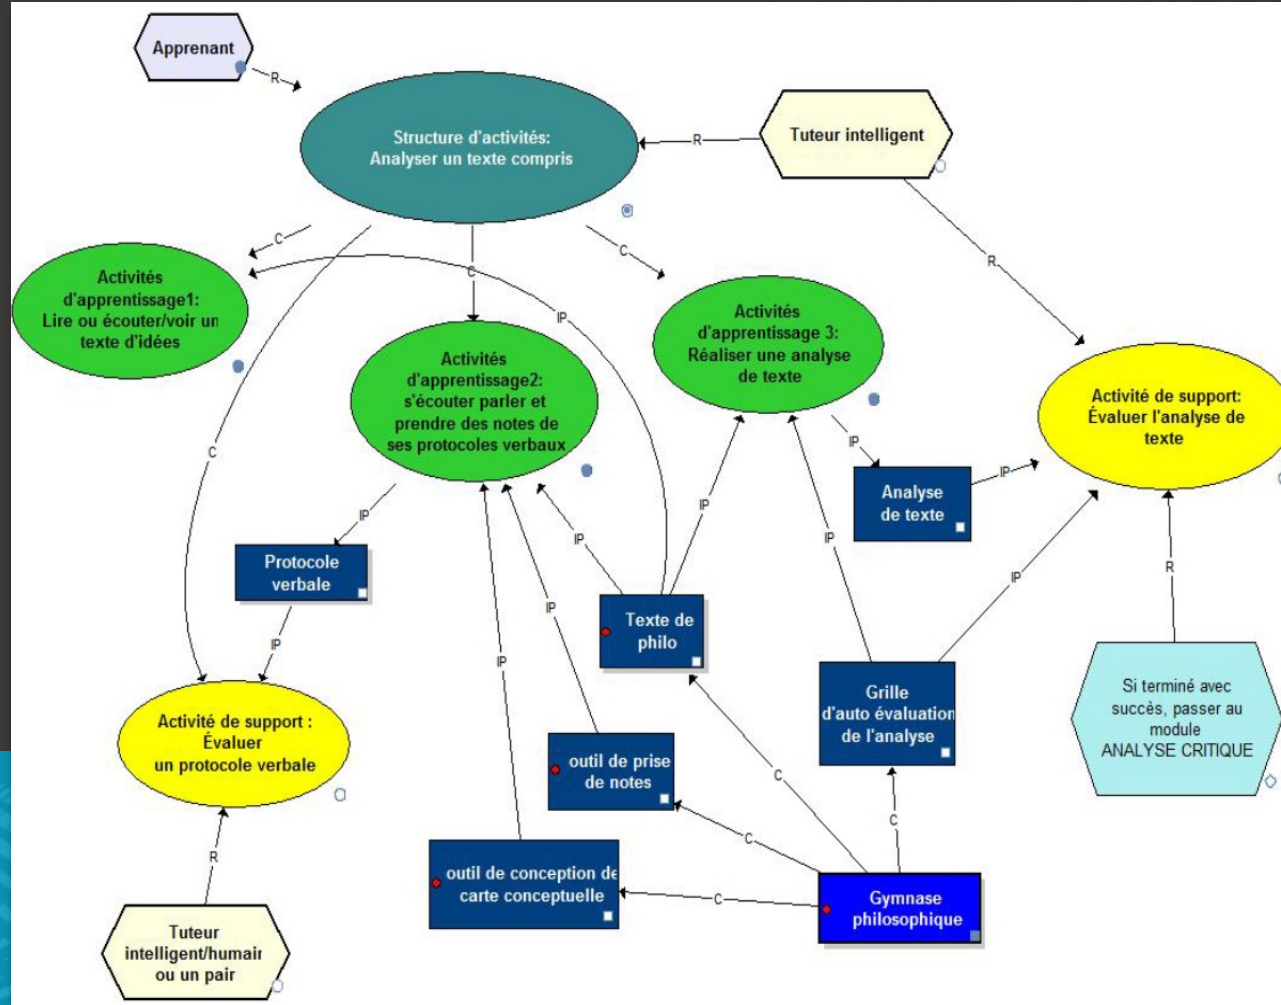 Apprenant
R
Structure d'activités:
Analyser un texte compris
R
Tuteur intelligent
C
C
C
R
Activités
d'apprentissage1:
Lire ou écouter/voir un
texte d'idées
IP
Activités
d'apprentissage 3:
Réaliser une analyse
de texte
Activités
d'apprentissage2:
s'écouter parler et
prendre des notes de
ses protocoles verbaux
Activité de support:
Évaluer l'analyse de
texte
C
IP
IP
Analyse
de texte
IP
IP
IP
IP
IP
Protocole
verbale
IP
R
IP
IP
IP
Texte de
philo
Grille
d'auto évaluation
de l'analyse
Si terminé avec
succès, passer au
module
ANALYSE CRITIQUE
Activité de support :
Évaluer
un protocole verbale
outil de prise
de notes
C
C
C
R
outil de conception de
carte conceptuelle
C
Gymnase
philosophique
Tuteur
intelligent/humain
ou un pair